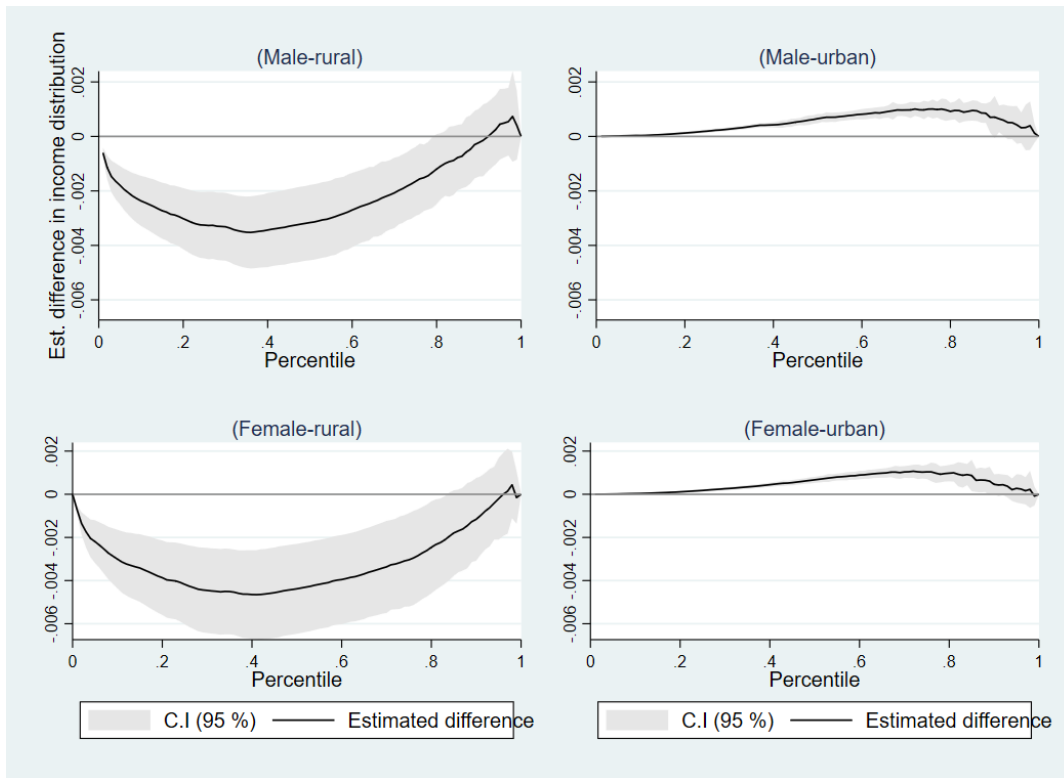 Est. difference in income distribution
(Male-rural)
.002
0
-.002
-.004
-.006
0 .2 .4 .6 .8 1
Percentile
(Male-urban)
.002
0
-.002
-.004
-.006
0 .2 .4 .6 .8 1
Percentile
(Female-rural)
.002
0
-.002
-.004
-.006
0 .2 .4 .6 .8 1
Percentile
C.I (95 %) Estimated difference
(Female-urban)
.002
0
-.002
-.004
-.006
0 .2 .4 .6 .8 1
Percentile
C.I (95 %) Estimated difference